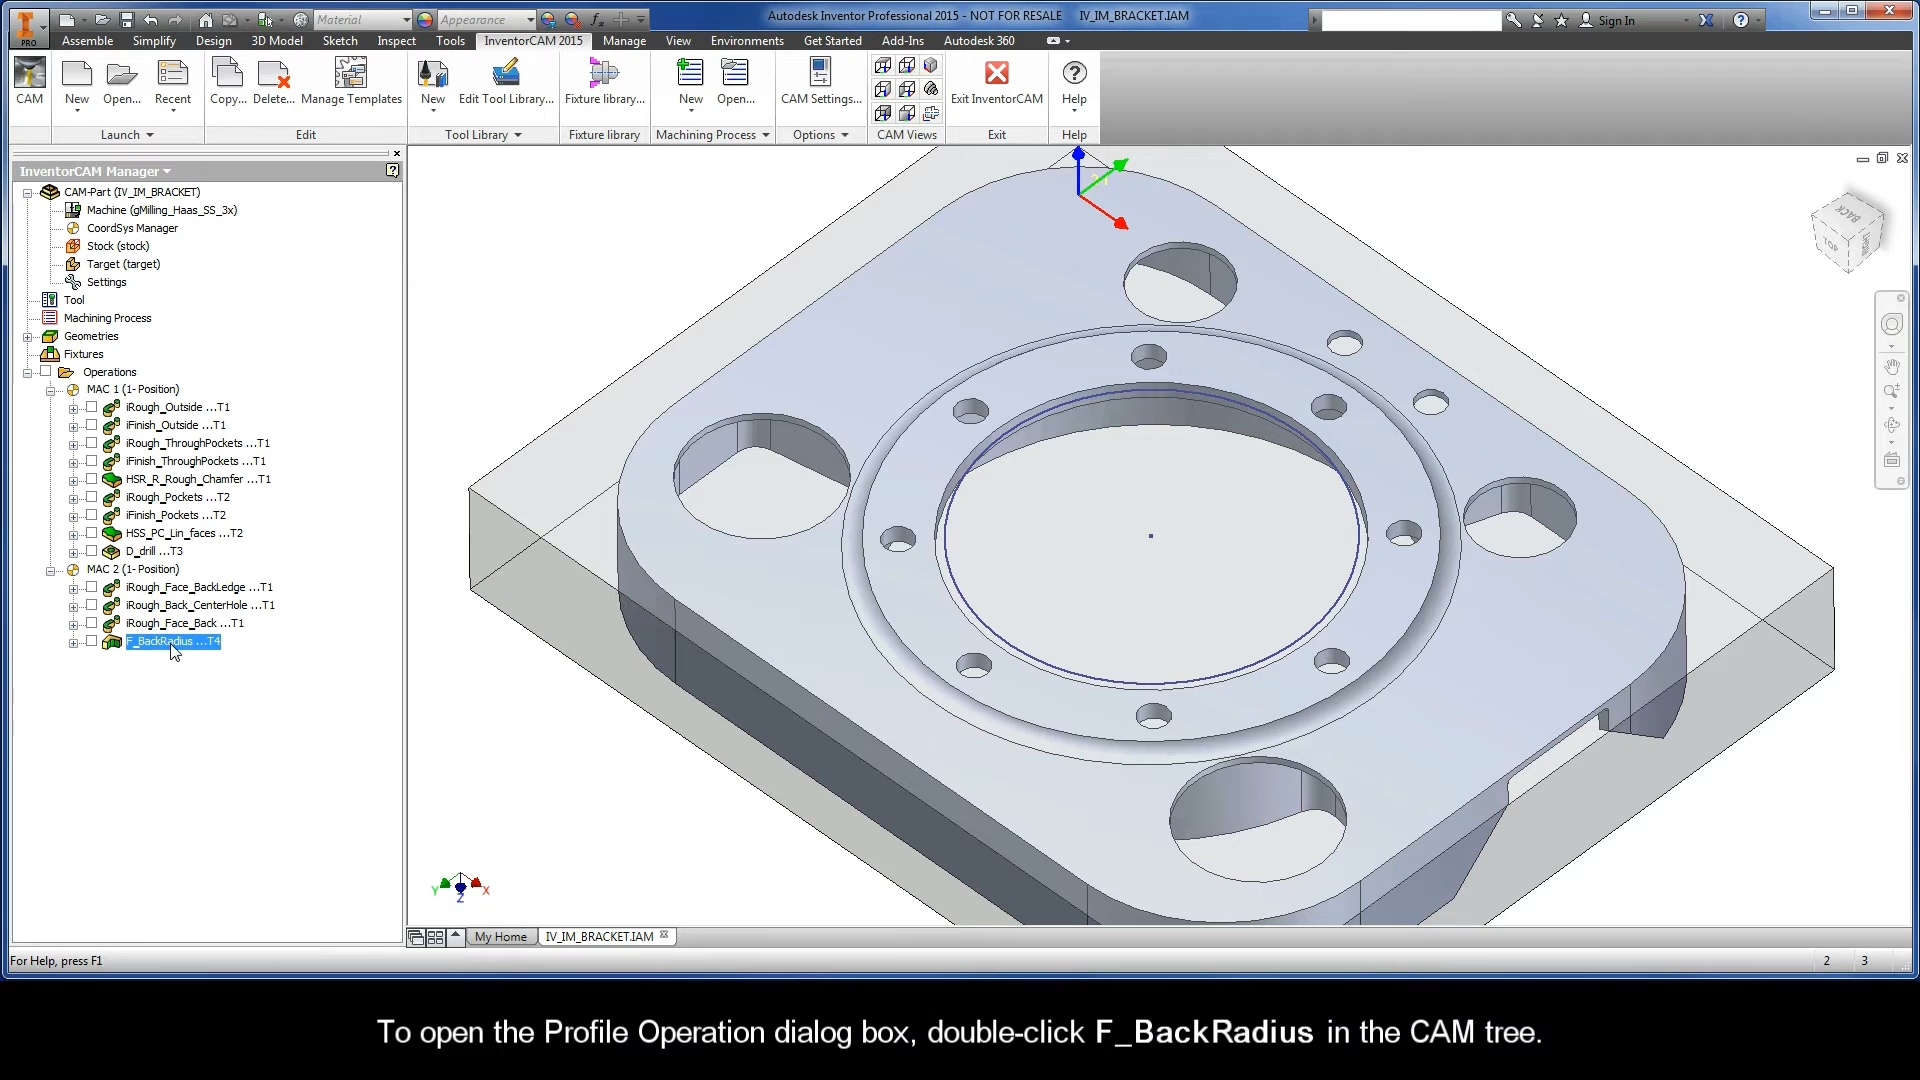 Material
Appearance
Autodesk Inventor Professional 2015 - NOT FOR RESALE IV_IM_BRACKET.IAM
Sign In
PRO
Assemble Simplify Design 3D Model Sketch Inspect Tools InventorCAM 2015 Manage View Environments Get Started Add-Ins Autodesk 360
CAM New Open... Recent Copy... Delete... Manage Templates New Edit Tool Library... Fixture library... New Open... CAM Settings... Exit InventorCAM Help
Launch Edit Tool Library Fixture library Machining Process Options CAM Views Exit Help
InventorCAM Manager
CAM-Part (IV_IM_BRACKET)
Machine (gMilling_Haas_SS_3x)
CoordSys Manager
Stock (stock)
Target (target)
Settings
Tool
Machining Process
Geometries
Fixtures
Operations
MAC 1 (1- Position)
iRough_Outside ...T1
iFinish_Outside ...T1
iRough_ThroughPockets ...T1
iFinish_ThroughPockets ...T1
HSR_R_Rough_Chamfer ...T1
iRough_Pockets ...T2
iFinish_Pockets ...T2
HSS_PC_Lin_faces ...T2
D_drill ...T3
MAC 2 (1- Position)
iRough_Face_BackLedge ...T1
iRough_Back_CenterHole ...T1
iRough_Face_Back ...T1
F_BackRadius ...T4
BACK
TOP
Y
Z
X
My Home IV_IM_BRACKET.IAM
For Help, press F1
2 3
To open the Profile Operation dialog box, double-click F_BackRadius in the CAM tree.